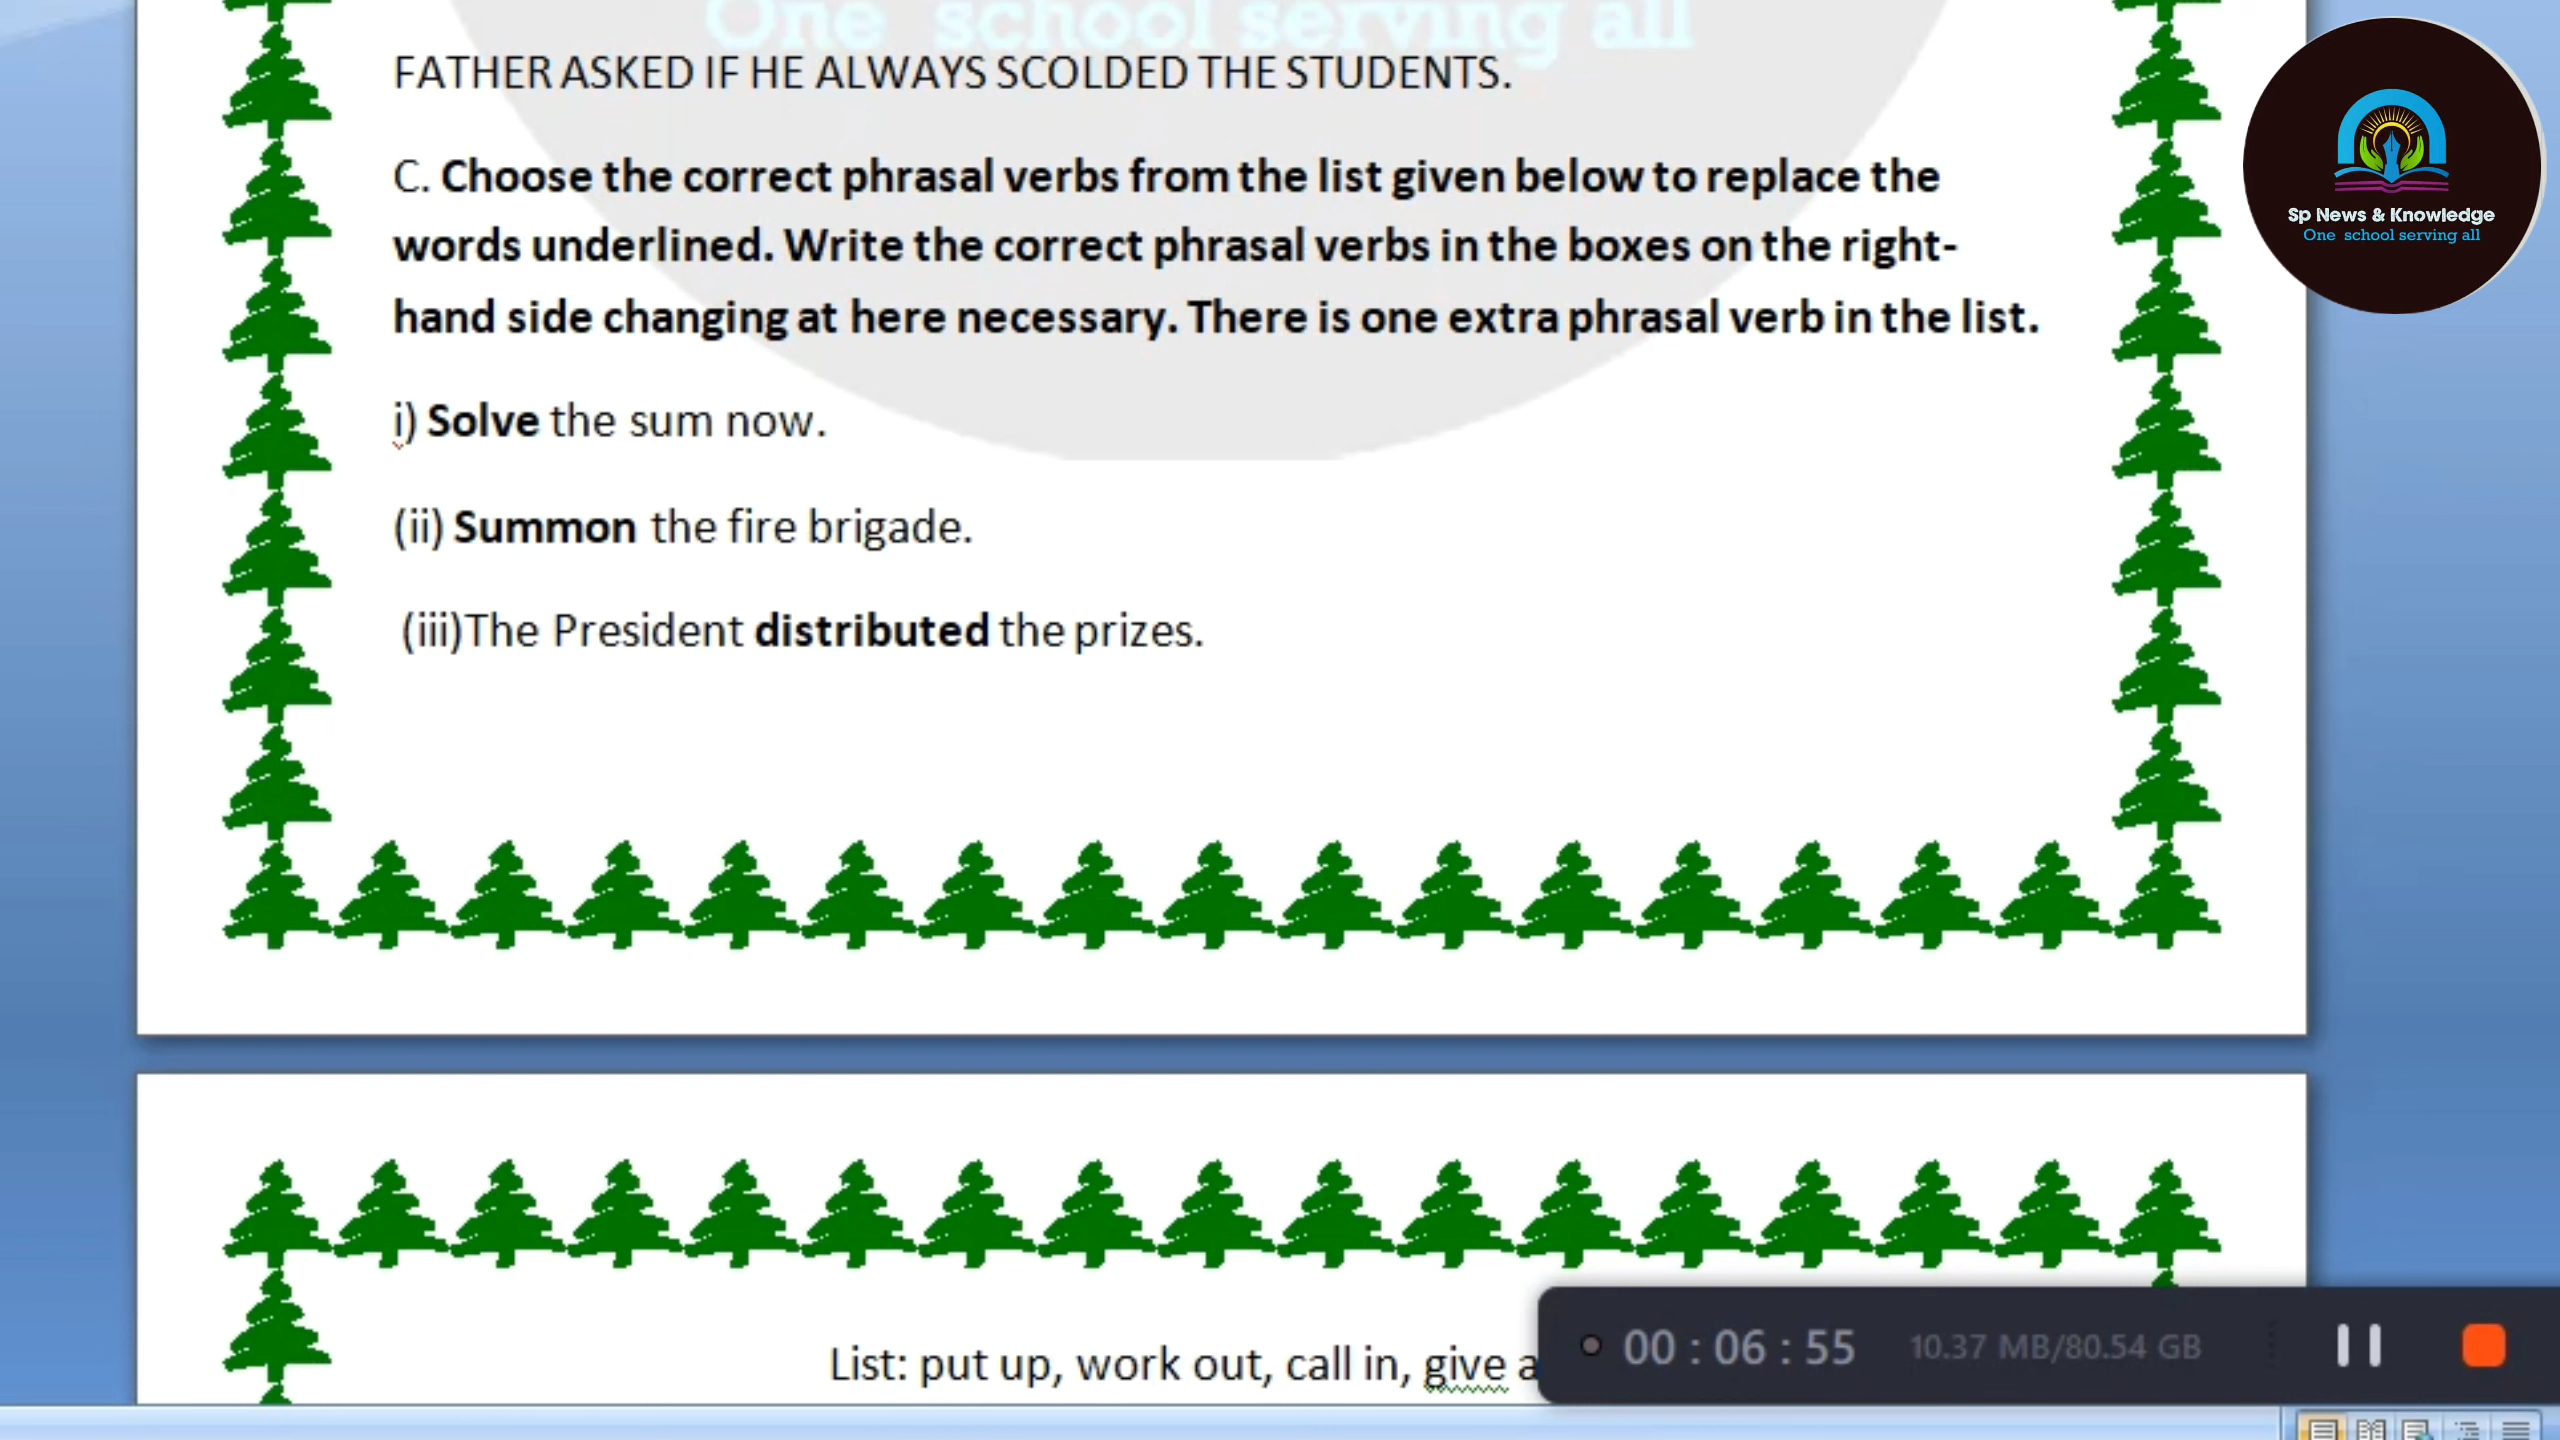 One school serving all
FATHER ASKED IF HE ALWAYS SCOLDED THE STUDENTS.
C. Choose the correct phrasal verbs from the list given below to replace the
words underlined. Write the correct phrasal verbs in the boxes on the right-
hand side changing at here necessary. There is one extra phrasal verb in the list.
i) Solve the sum now.
(ii) Summon the fire brigade.
(iii)The President distributed the prizes.
List: put up, work out, call in, give a
Sp News & Knowledge
One school serving all
00 : 06 : 55
10.37 MB/80.54 GB